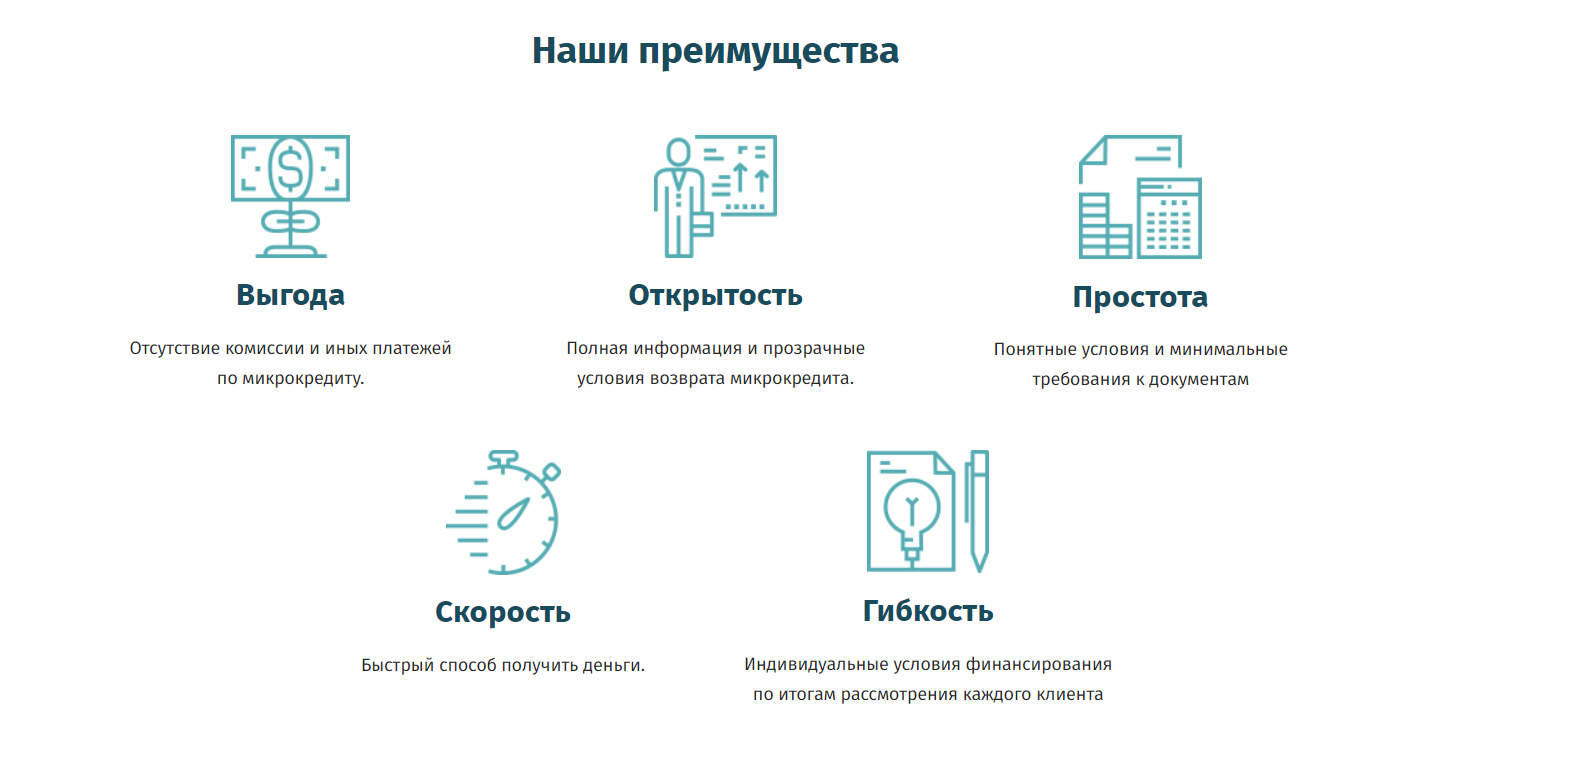 Наши преимущества
Выгода
Отсутствие комиссии и иных платежей
по микрокредиту.
Открытость
Полная информация и прозрачные
условия возврата микрокредита.
Простота
Понятные условия и минимальные
требования к документам
Скорость
Быстрый способ получить деньги.
Гибкость
Индивидуальные условия финансирования
по итогам рассмотрения каждого клиента